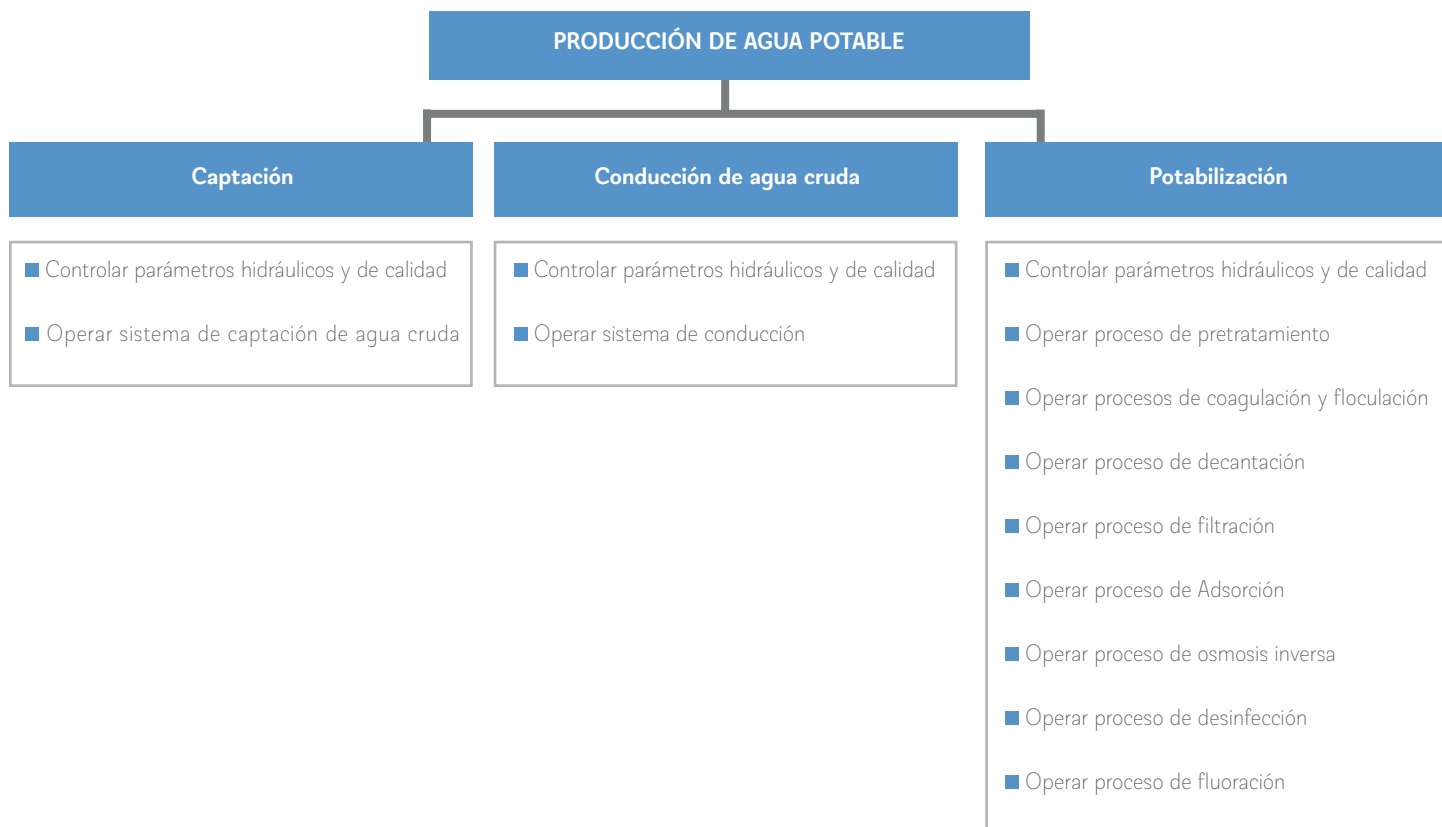 PRODUCCIÓN DE AGUA POTABLE
Captación
Controlar parámetros hidráulicos y de calidad
Operar sistema de captación de agua cruda
Conducción de agua cruda
Controlar parámetros hidráulicos y de calidad
Operar sistema de conducción
Potabilización
Controlar parámetros hidráulicos y de calidad
Operar proceso de pretratamiento
Operar procesos de coagulación y floculación
Operar proceso de decantación
Operar proceso de filtración
Operar proceso de Adsorción
Operar proceso de osmosis inversa
Operar proceso de desinfección
Operar proceso de fluoración